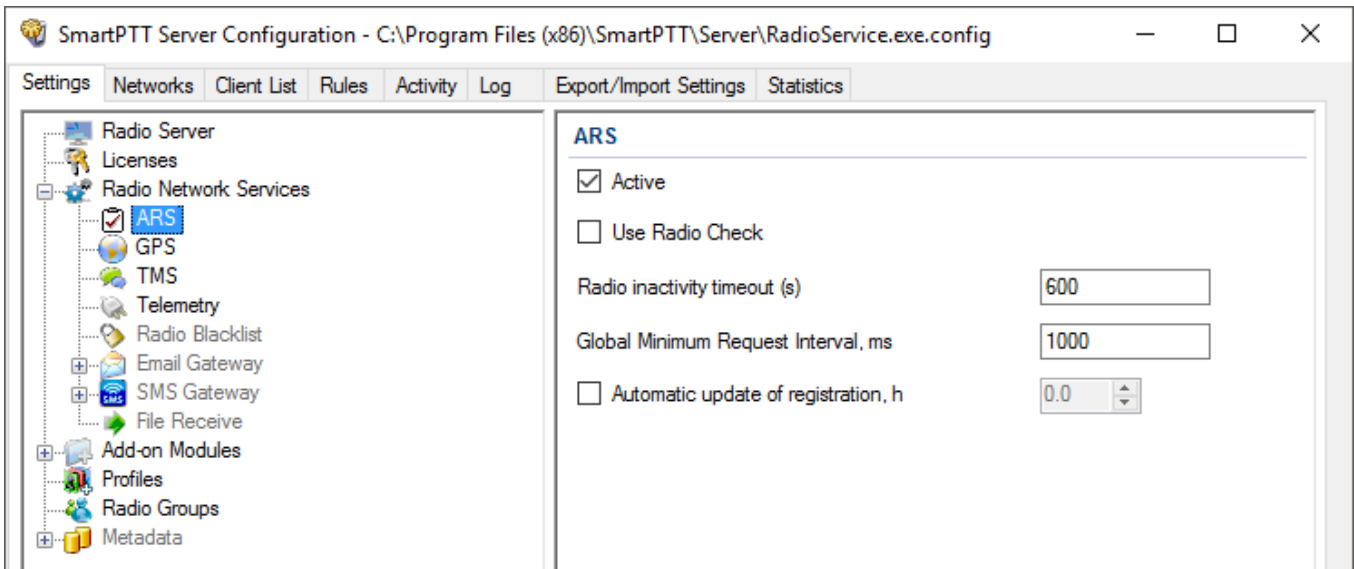 SmartPTT Server Configuration - C:\Program Files (x86)\SmartPTT\Server\RadioService.exe.config
Settings Networks Client List Rules Activity Log Export/Import Settings Statistics
Radio Server
Licenses
Radio Network Services
ARS
GPS
TMS
Telemetry
Radio Blacklist
Email Gateway
SMS SMS Gateway
File Receive
Add-on Modules
Profiles
Radio Groups
Metadata
ARS
Active
Use Radio Check
Radio inactivity timeout (s) 600
Global Minimum Request Interval, ms 1000
Automatic update of registration, h 0.0